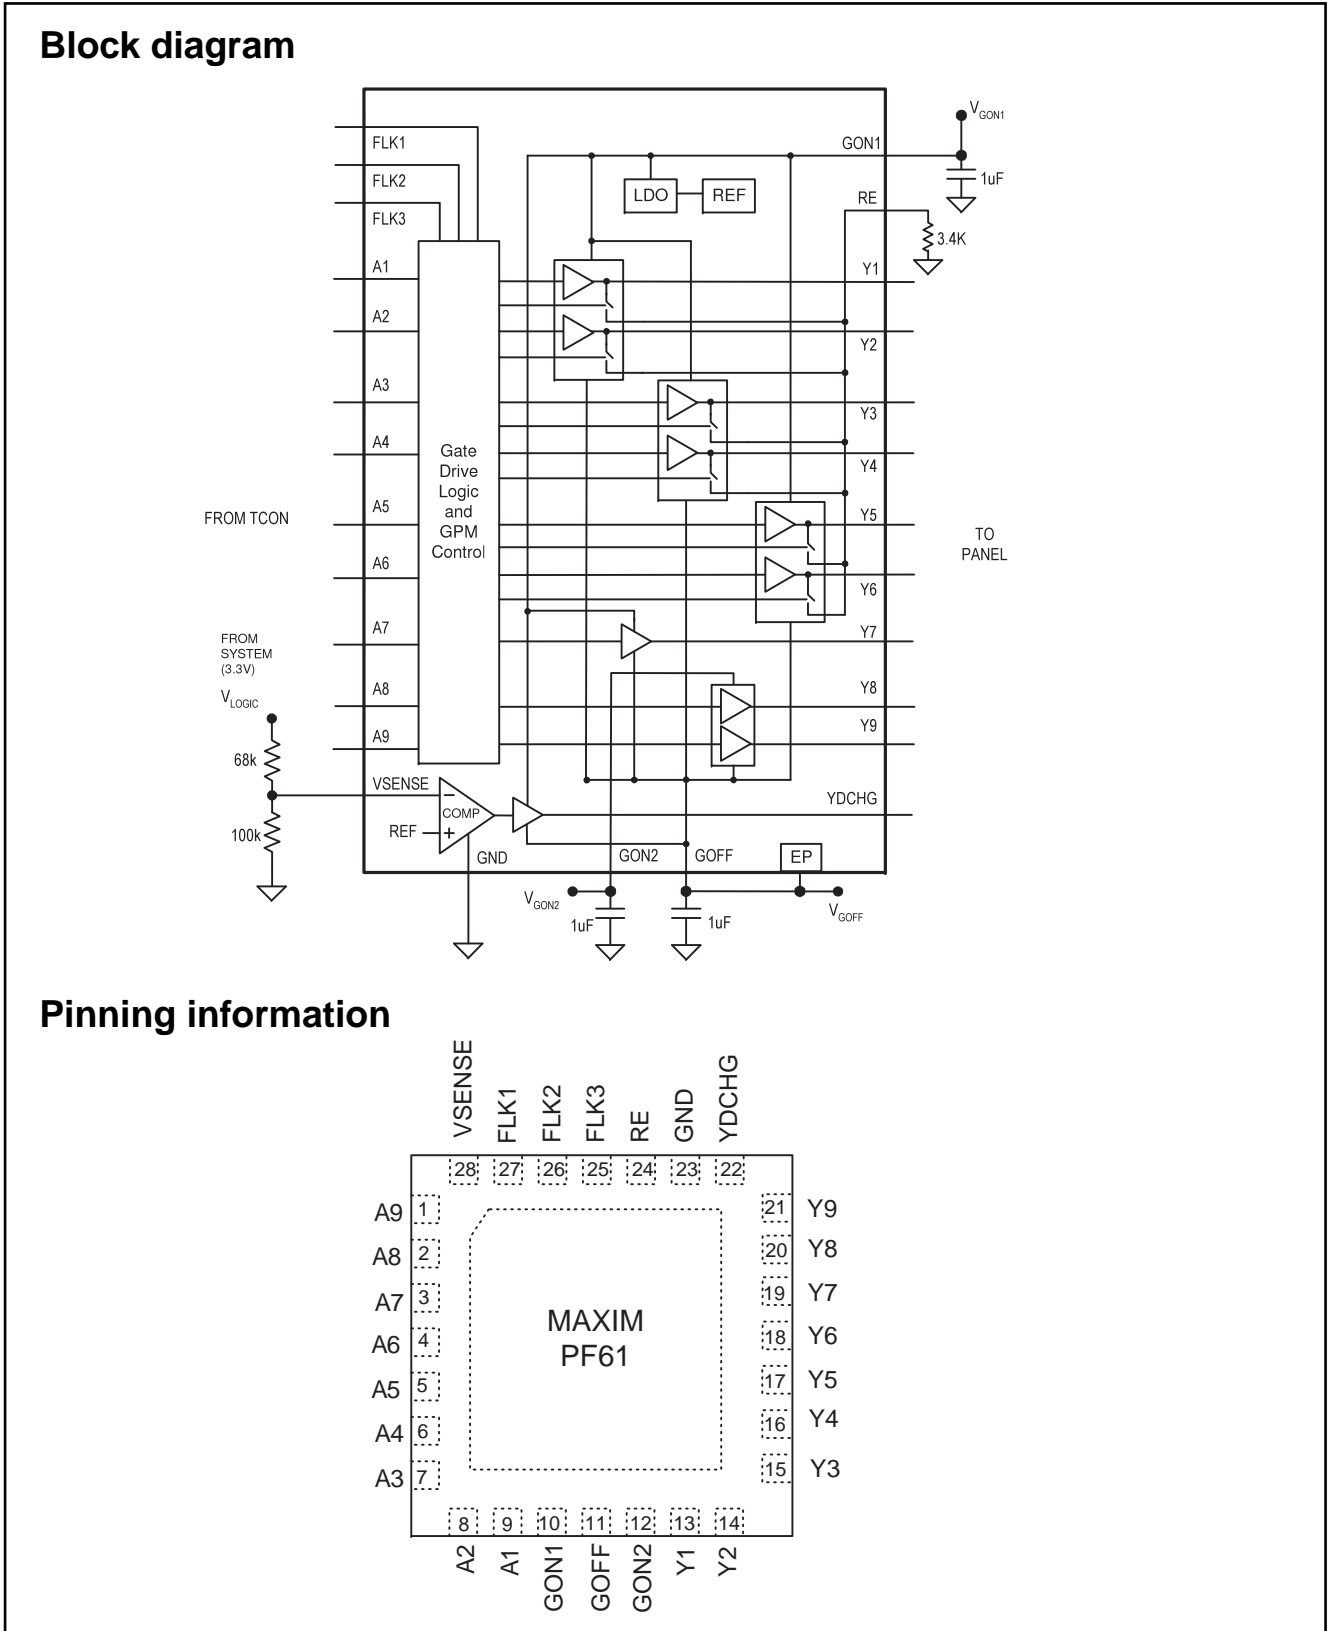 Block diagram
V_GON1
FLK1
GON1
FLK2
LDO
REF
1uF
RE
FLK3
3.4K
A1
Y1
A2
Y2
A3
Y3
A4
Y4
Gate
Drive
Logic
and
GPM
Control
A5
Y5
FROM TCON
TO
PANEL
A6
Y6
A7
Y7
FROM
SYSTEM
(3.3V)
V_LOGIC
A8
Y8
A9
Y9
68k
VSENSE
YDCHG
COMP
−
+
REF
100k
GND
GON2
GOFF
EP
V_GON2
V_GOFF
1uF
1uF
Pinning information
VSENSE
FLK1
FLK2
FLK3
RE
GND
YDCHG
28 27 26 25 24 23 22
A9 1
21 Y9
A8 2
20 Y8
A7 3
19 Y7
A6 4
18 Y6
A5 5
17 Y5
A4 6
16 Y4
A3 7
15 Y3
MAXIM
PF61
8 9 10 11 12 13 14
A2
A1
GON1
GOFF
GON2
Y1
Y2